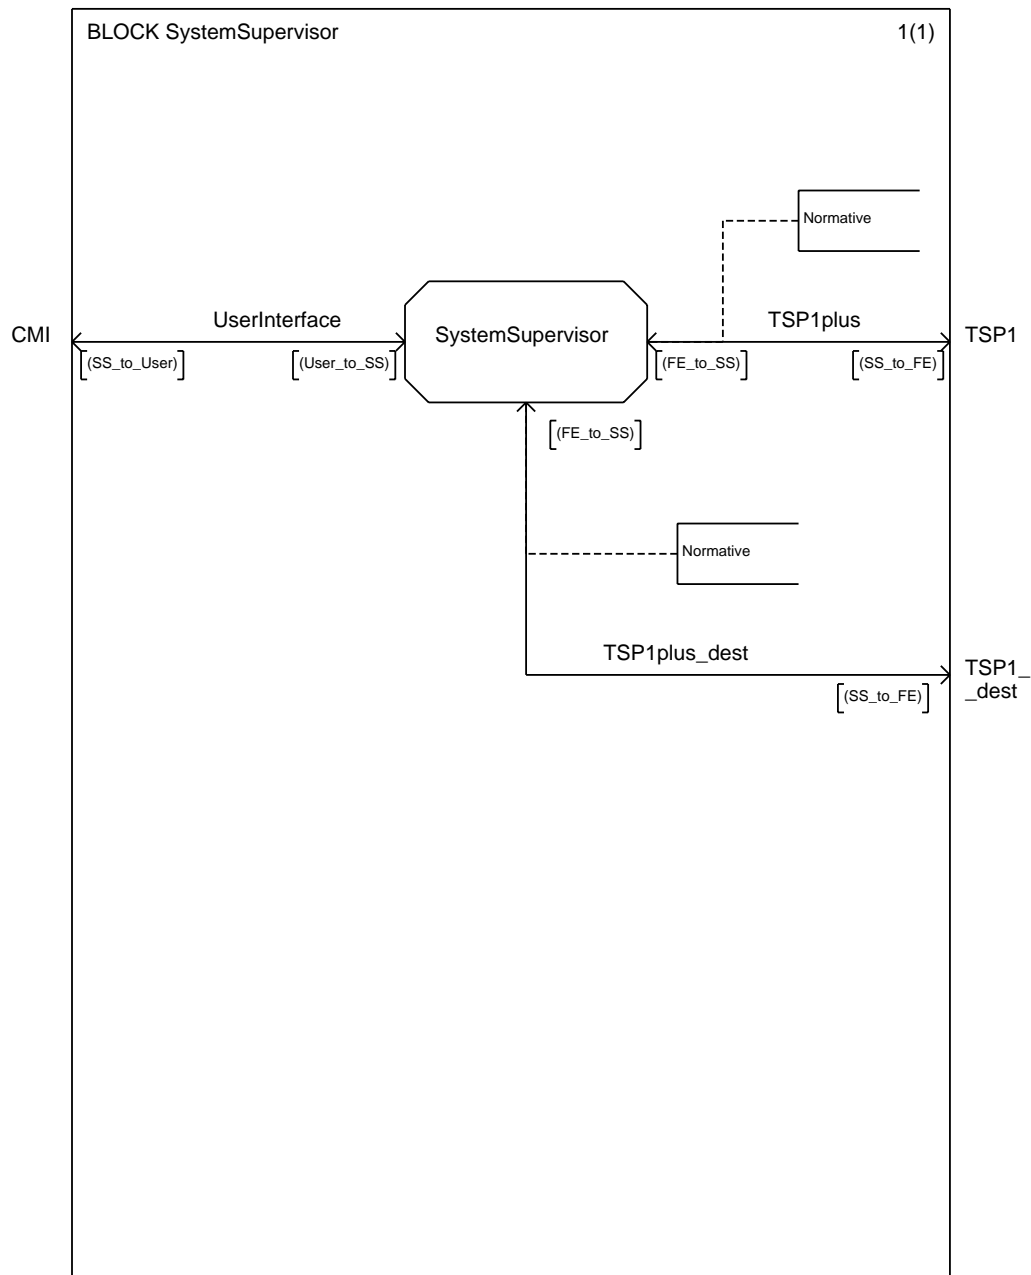 BLOCK SystemSupervisor 1(1)
Normative
CMI
UserInterface
SystemSupervisor
TSP1plus
TSP1
[(SS_to_User)]
[(User_to_SS)]
[(FE_to_SS)]
[(SS_to_FE)]
[(FE_to_SS)]
Normative
TSP1plus_dest
TSP1_
_dest
[(SS_to_FE)]